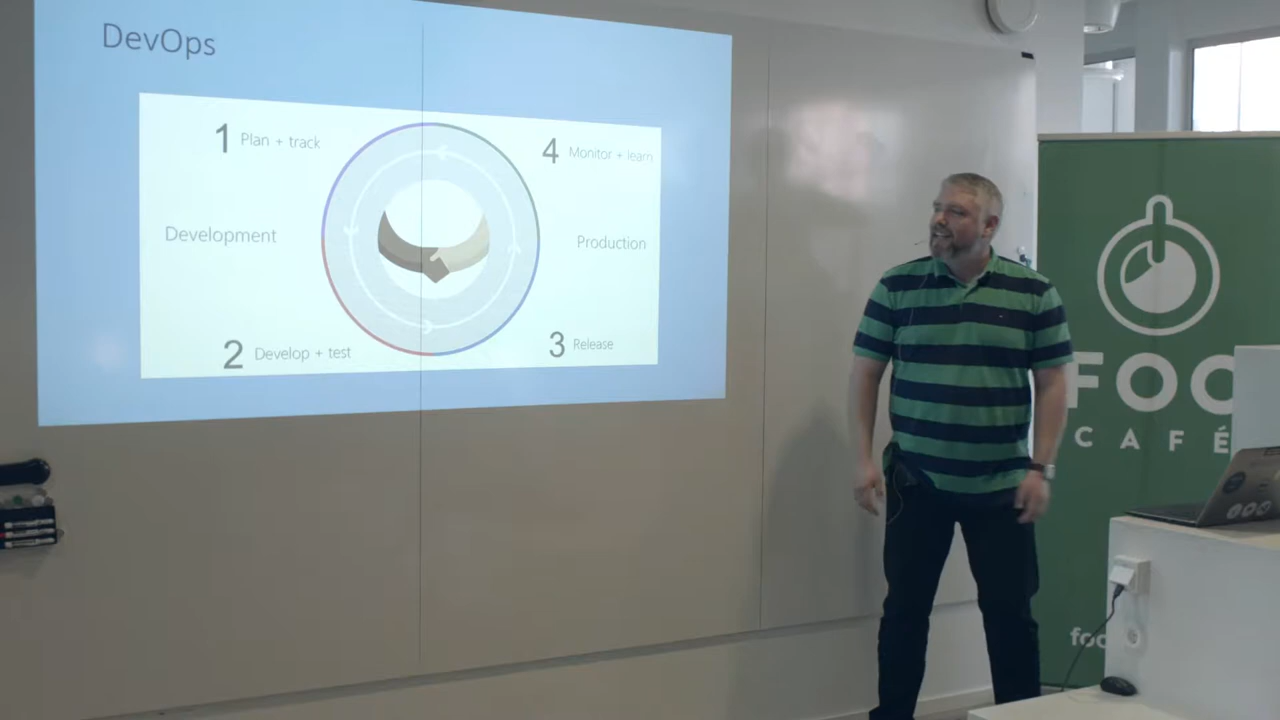 DevOps
1 Plan + track
4 Monitor + learn
Development
Production
2 Develop + test
3 Release
FOO
CAFÉ
foo